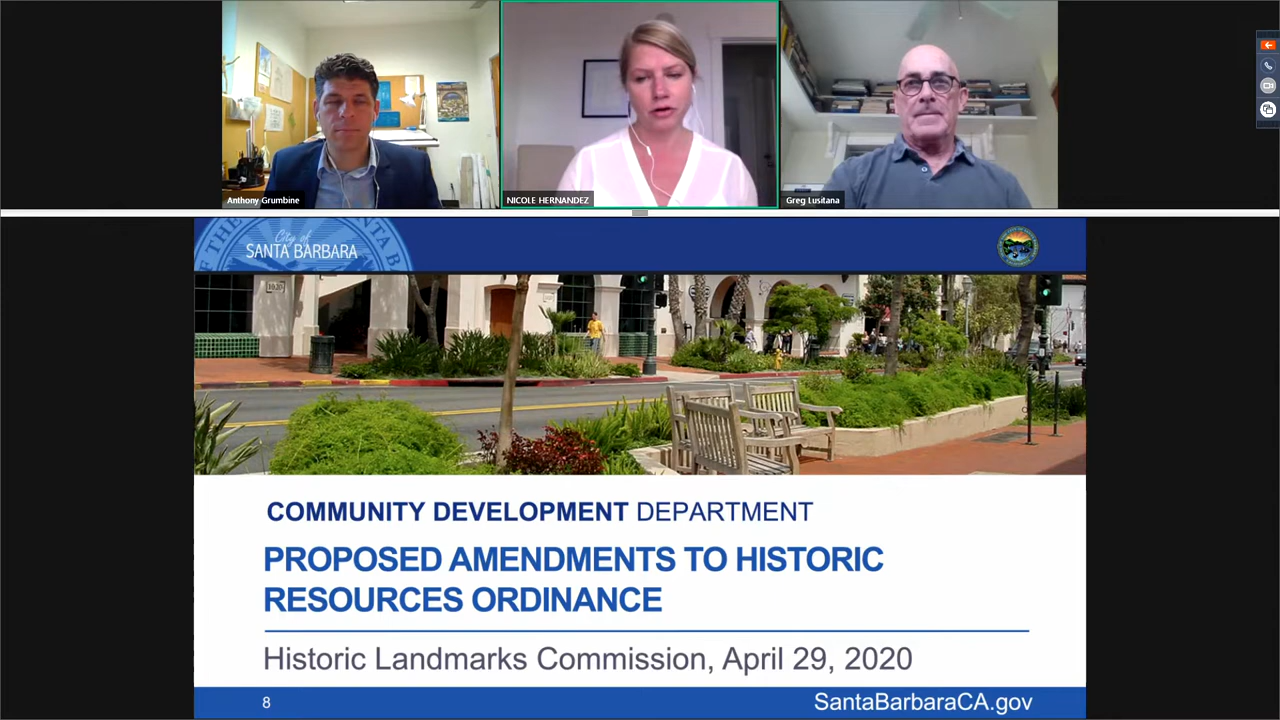 Anthony Grumbine
NICOLE HERNANDEZ
Greg Lusitana
City of
SANTA BARBARA
COMMUNITY DEVELOPMENT DEPARTMENT
PROPOSED AMENDMENTS TO HISTORIC
RESOURCES ORDINANCE
Historic Landmarks Commission, April 29, 2020
8
SantaBarbaraCA.gov